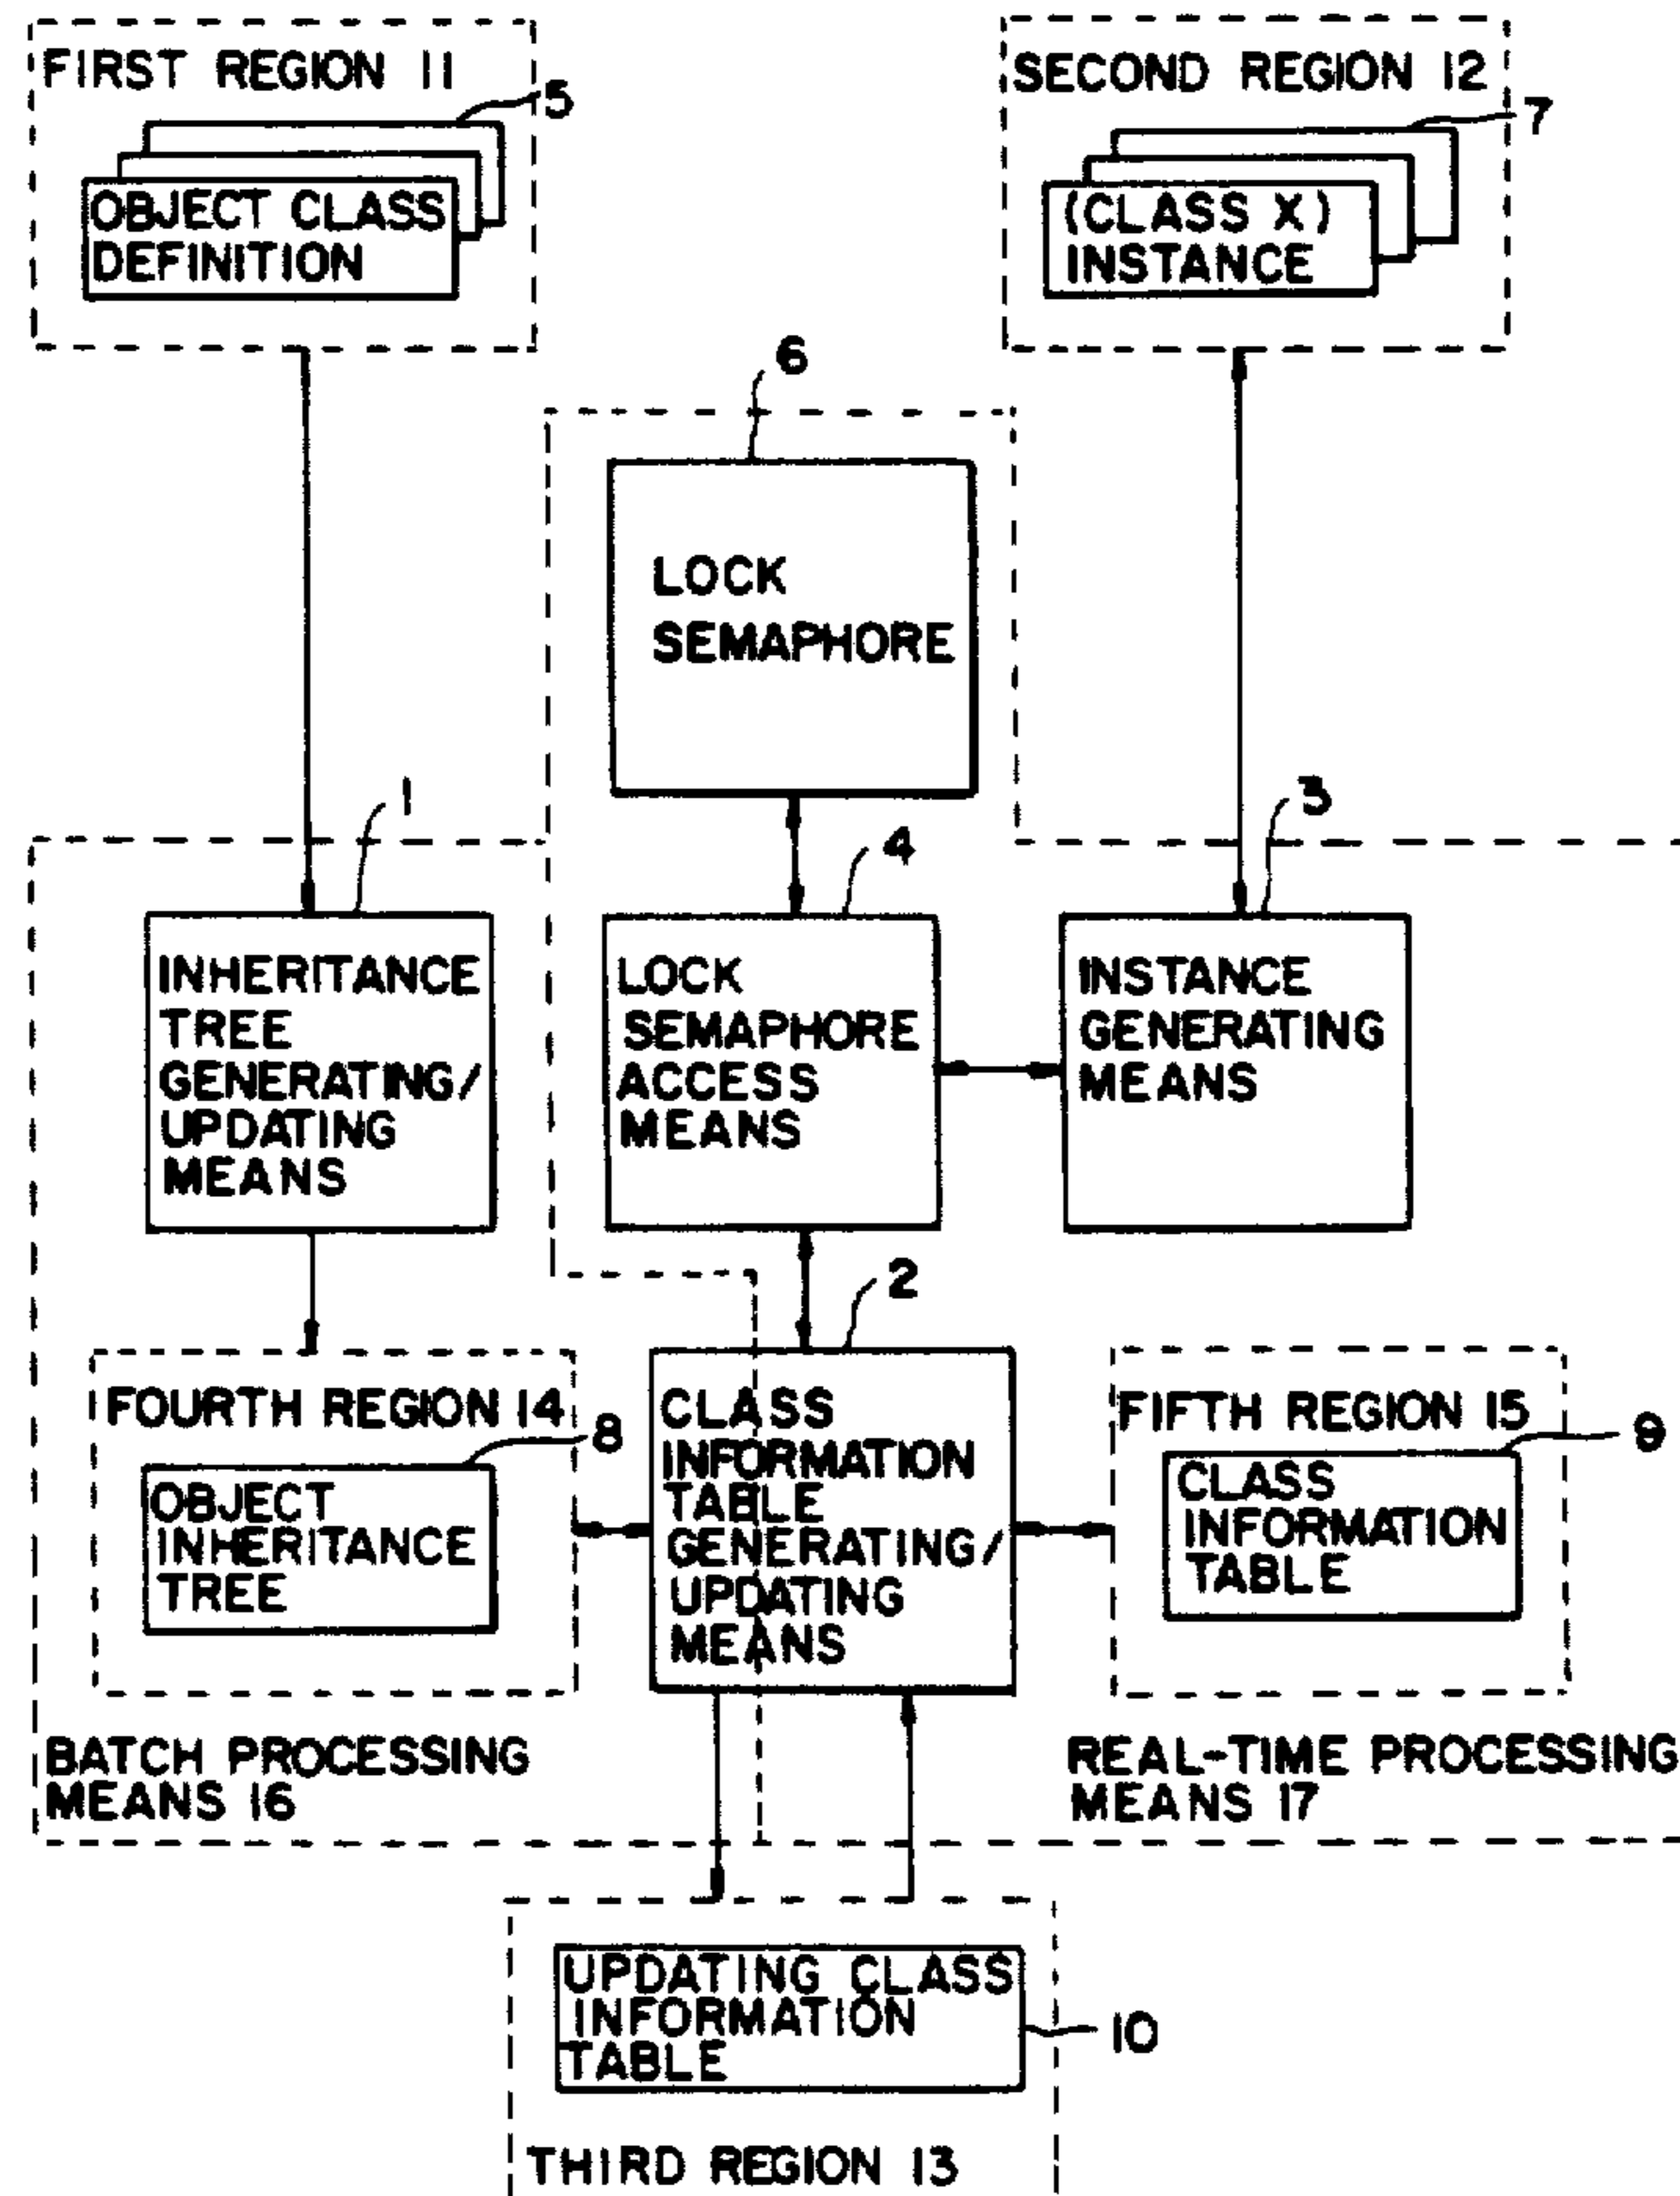 FIRST REGION 11
5
OBJECT CLASS
DEFINITION
SECOND REGION 12
7
(CLASS X)
INSTANCE
6
LOCK
SEMAPHORE
1
INHERITANCE
TREE
GENERATING/
UPDATING
MEANS
4
LOCK
SEMAPHORE
ACCESS
MEANS
3
INSTANCE
GENERATING
MEANS
FOURTH REGION 14
8
OBJECT
INHERITANCE
TREE
2
CLASS
INFORMATION
TABLE
GENERATING/
UPDATING
MEANS
FIFTH REGION 15
9
CLASS
INFORMATION
TABLE
BATCH PROCESSING
MEANS 16
REAL-TIME PROCESSING
MEANS 17
UPDATING CLASS
INFORMATION
TABLE
10
THIRD REGION 13